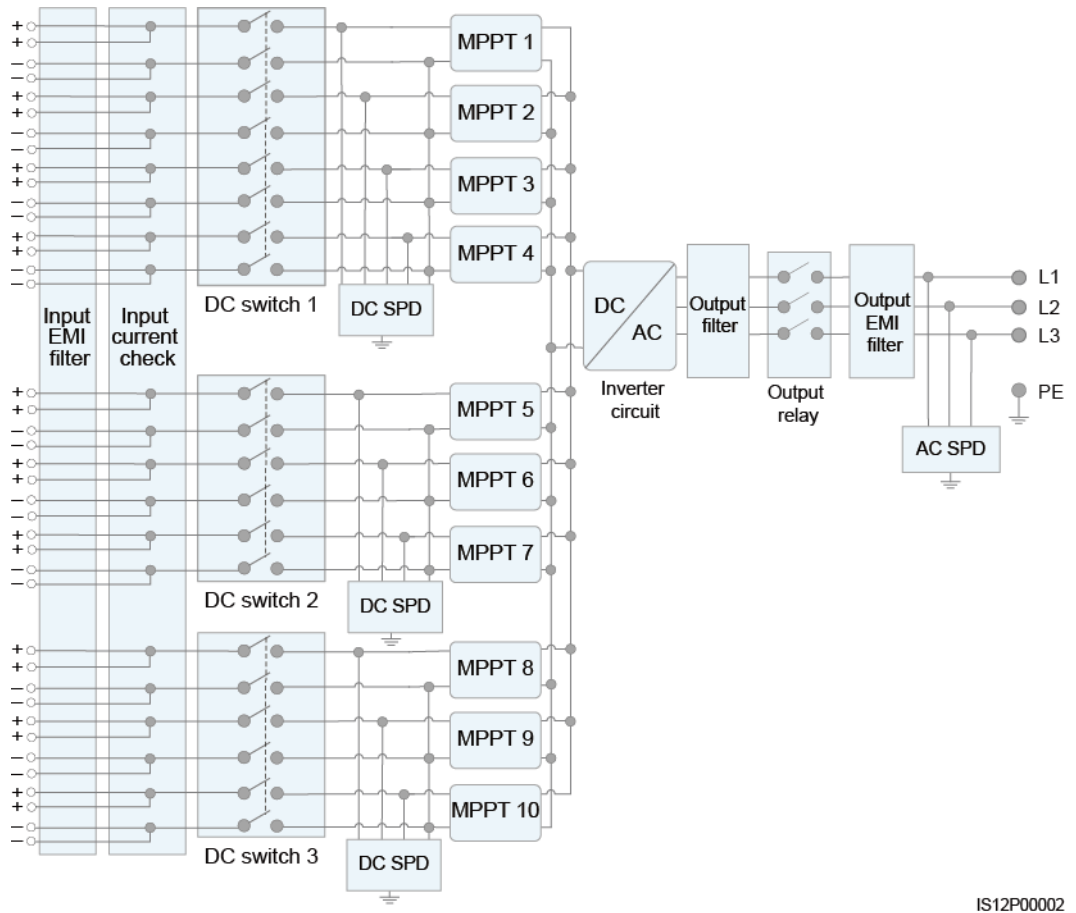 +
+
−
−
+
+
−
−
+
+
−
−
+
+
−
−
MPPT 1
MPPT 2
MPPT 3
MPPT 4
DC switch 1
DC SPD
Input
EMI
filter
Input
current
check
DC
AC
Inverter
circuit
Output
filter
Output
relay
Output
EMI
filter
L1
L2
L3
PE
AC SPD
+
+
−
−
+
+
−
−
+
+
−
−
MPPT 5
MPPT 6
MPPT 7
DC switch 2
DC SPD
+
+
−
−
+
+
−
−
+
+
−
−
MPPT 8
MPPT 9
MPPT 10
DC switch 3
DC SPD
IS12P00002